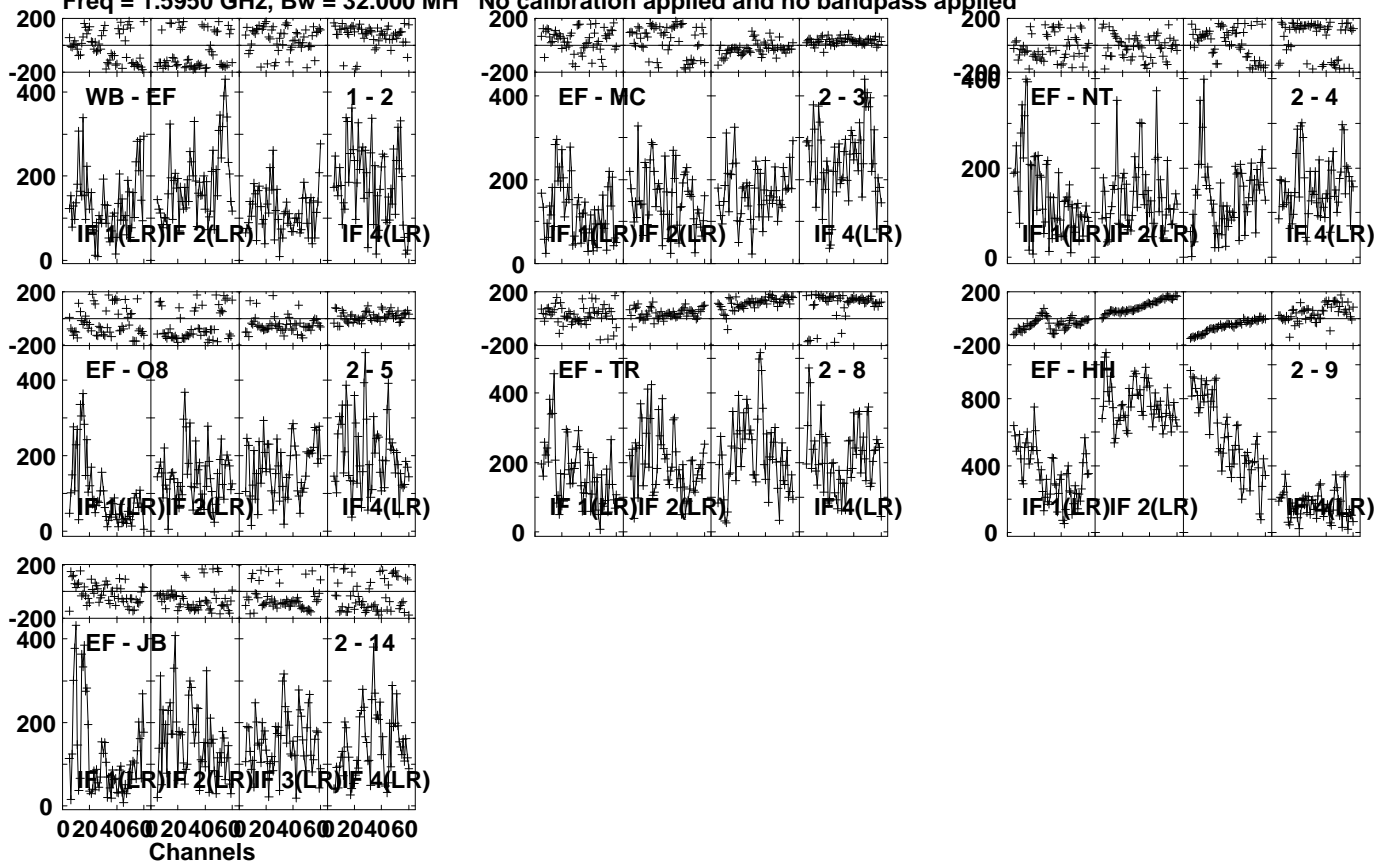 Freq = 1.5950 GHz, Bw = 32.000 MH No calibration applied and no bandpass applied
200
-200
400
200
0
WB - EF
1 - 2
IF 1(LR)
IF 2(LR)
IF 4(LR)
400
200
0
EF - MC
2 - 3
IF 1(LR)
IF 2(LR)
IF 4(LR)
-200
400
200
0
EF - NT
2 - 4
IF 1(LR)
IF 2(LR)
IF 4(LR)
200
-200
400
200
0
EF - O8
2 - 5
IF 1(LR)
IF 2(LR)
IF 4(LR)
400
200
0
EF - TR
2 - 8
IF 1(LR)
IF 2(LR)
IF 4(LR)
200
-200
800
400
0
EF - HH
2 - 9
IF 1(LR)
IF 2(LR)
IF 4(LR)
200
-200
400
200
0
EF - JB
2 - 14
IF 1(LR)
IF 2(LR)
IF 3(LR)
IF 4(LR)
0 20 40 60 0 20 40 60 0 20 40 60 0 20 40 60
Channels